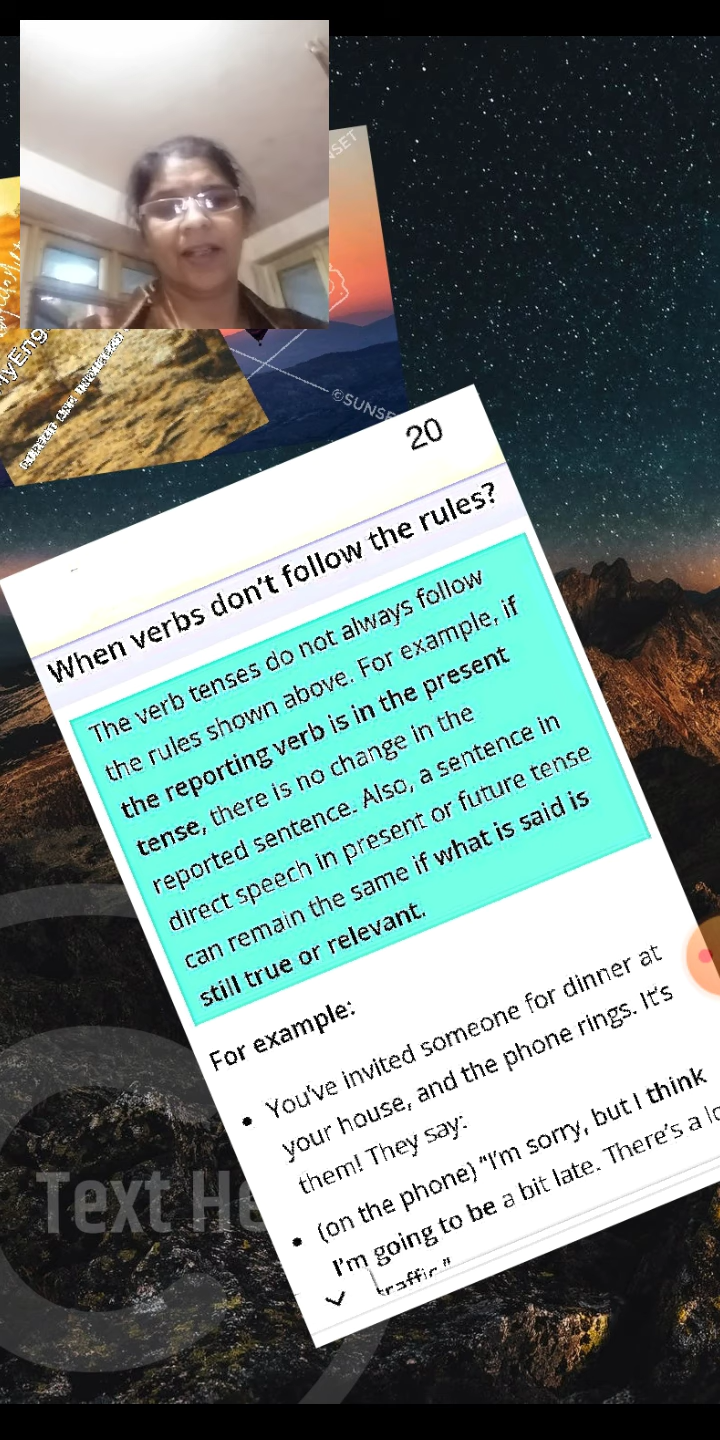 NSET
©SUNSE
20
When verbs don't follow the rules?
The verb tenses do not always follow
the rules shown above. For example, if
the reporting verb is in the present
tense, there is no change in the
reported sentence. Also, a sentence in
direct speech in present or future tense
can remain the same if what is said is
still true or relevant.
For example:
• You've invited someone for dinner at
your house, and the phone rings. It's
them! They say:
• (on the phone) "I'm sorry, but I think
I'm going to be a bit late. There's a lo
traffic."
Text He